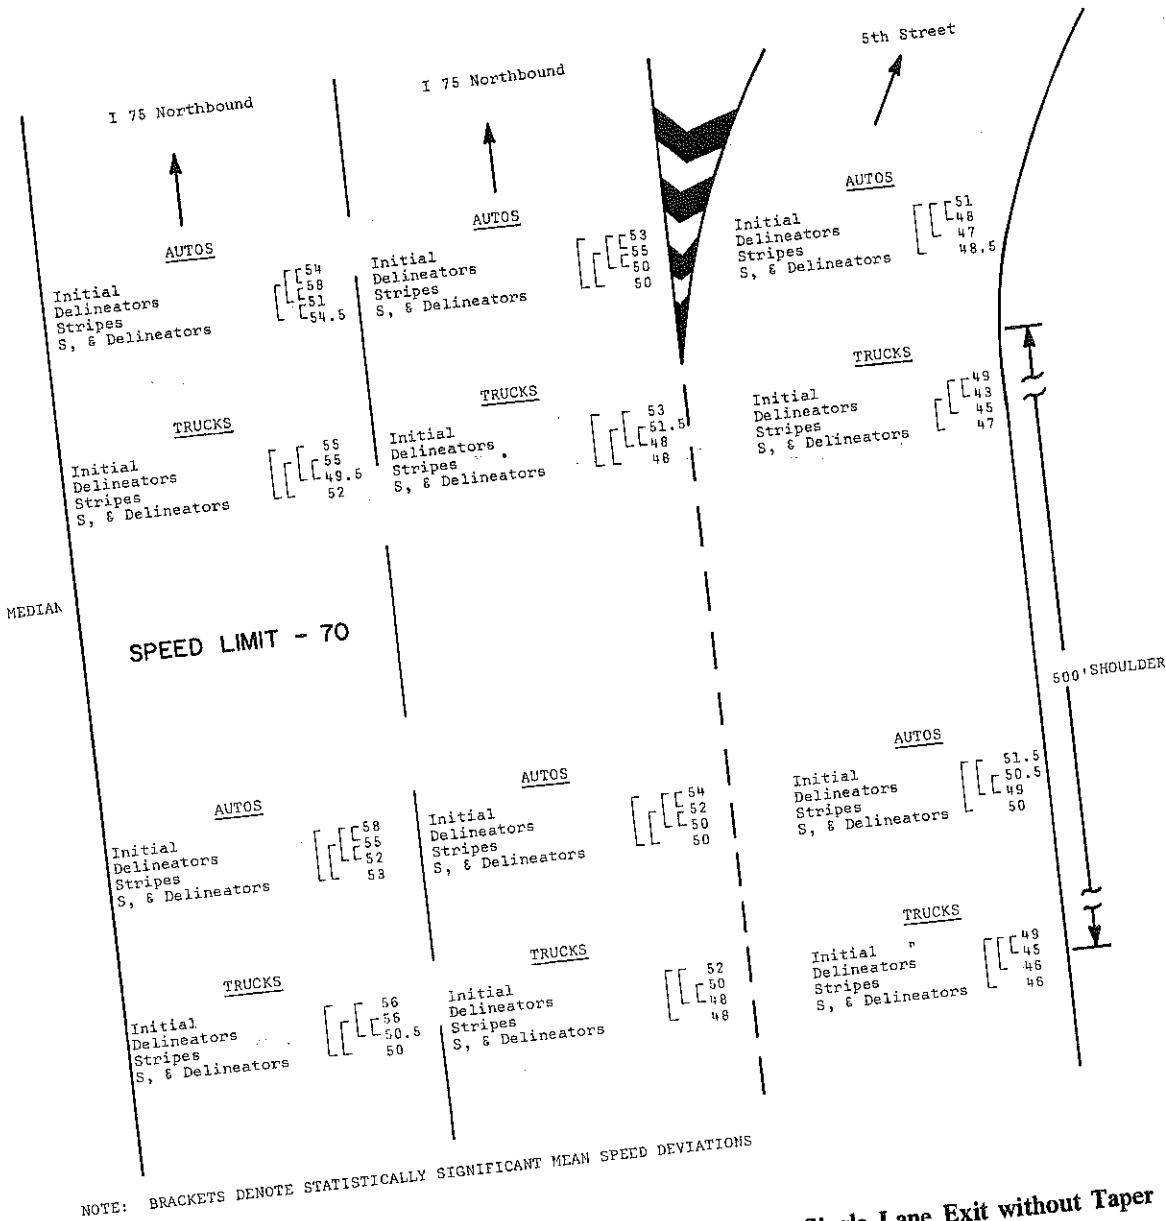 5th Street
I 75 Northbound
I 75 Northbound
AUTOS
Initial 54
Delineators 58
Stripes 51
S, & Delineators 54.5
AUTOS
Initial 53
Delineators 55
Stripes 50
S, & Delineators 50
AUTOS
Initial 51
Delineators 48
Stripes 47
S, & Delineators 48.5
TRUCKS
Initial 55
Delineators 55
Stripes 49.5
S, & Delineators 52
TRUCKS
Initial 53
Delineators 51.5
Stripes 48
S, & Delineators 48
TRUCKS
Initial 49
Delineators 43
Stripes 45
S, & Delineators 47
MEDIAN
SPEED LIMIT - 70
500' SHOULDER
AUTOS
Initial 58
Delineators 55
Stripes 52
S, & Delineators 53
AUTOS
Initial 54
Delineators 52
Stripes 50
S, & Delineators 50
AUTOS
Initial 51.5
Delineators 50.5
Stripes 49
S, & Delineators 50
TRUCKS
Initial 56
Delineators 56
Stripes 50.5
S, & Delineators 50
TRUCKS
Initial 52
Delineators 50
Stripes 48
S, & Delineators 48
TRUCKS
Initial 49
Delineators 45
Stripes 46
S, & Delineators 46
NOTE: BRACKETS DENOTE STATISTICALLY SIGNIFICANT MEAN SPEED DEVIATIONS
Lane Exit without Taper